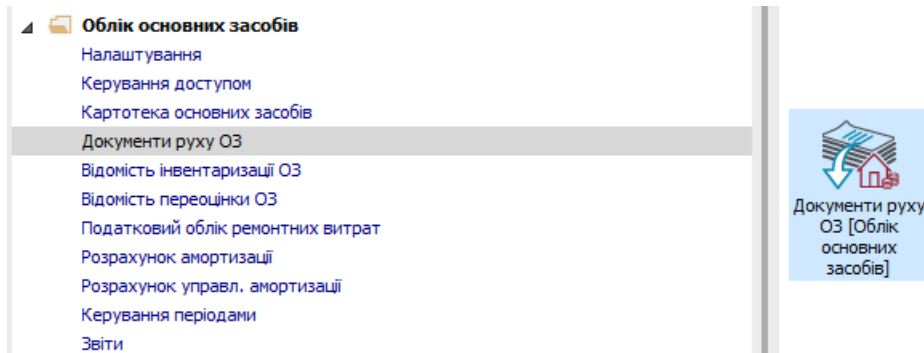 Облік основних засобів
Налаштування
Керування доступом
Картотека основних засобів
Документи руху ОЗ
Відомість інвентаризації ОЗ
Відомість переоцінки ОЗ
Податковий облік ремонтних витрат
Розрахунок амортизації
Розрахунок управл. амортизації
Керування періодами
Звіти
Документи руху
ОЗ [Облік
основних
засобів]